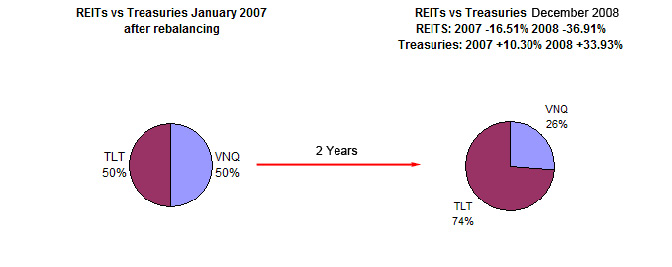 REITs vs Treasuries January 2007
after rebalancing
REITs vs Treasuries December 2008
REITS: 2007 -16.51% 2008 -36.91%
Treasuries: 2007 +10.30% 2008 +33.93%
TLT
50%
VNQ
50%
2 Years
VNQ
26%
TLT
74%